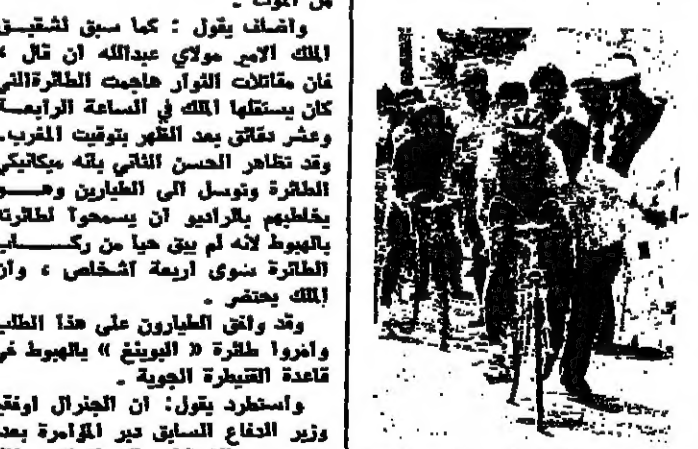 من الموت .
وأضاف يقول : كما سبق لشقيق
الملك الامير مولاي عبدالله ان قال ،
فان مقاتلات الثوار هاجمت الطائرةالتي
كان يستقلها الملك في الساعة الرابعة
وعشر دقائق بعد الظهر بتوقيت المغرب.
وقد تظاهر الحسن الثاني بانه ميكانيكي
الطائرة وتوسل الى الطيارين وهو
يخاطبهم بالراديو ان يسمحوا لطائرته
بالهبوط لانه لم يبق حيا من ركاب
الطائرة سوى اربعة اشخاص ، وان
الملك يحتضر .
وقد وافق الطيارون على هذا الطلب
وامروا طائرة « البوينغ » بالهبوط في
قاعدة القنيطرة الجوية .
واستطرد يقول: ان الجنرال اوفقير
وزير الدفاع السابق دبر المؤامرة بعد